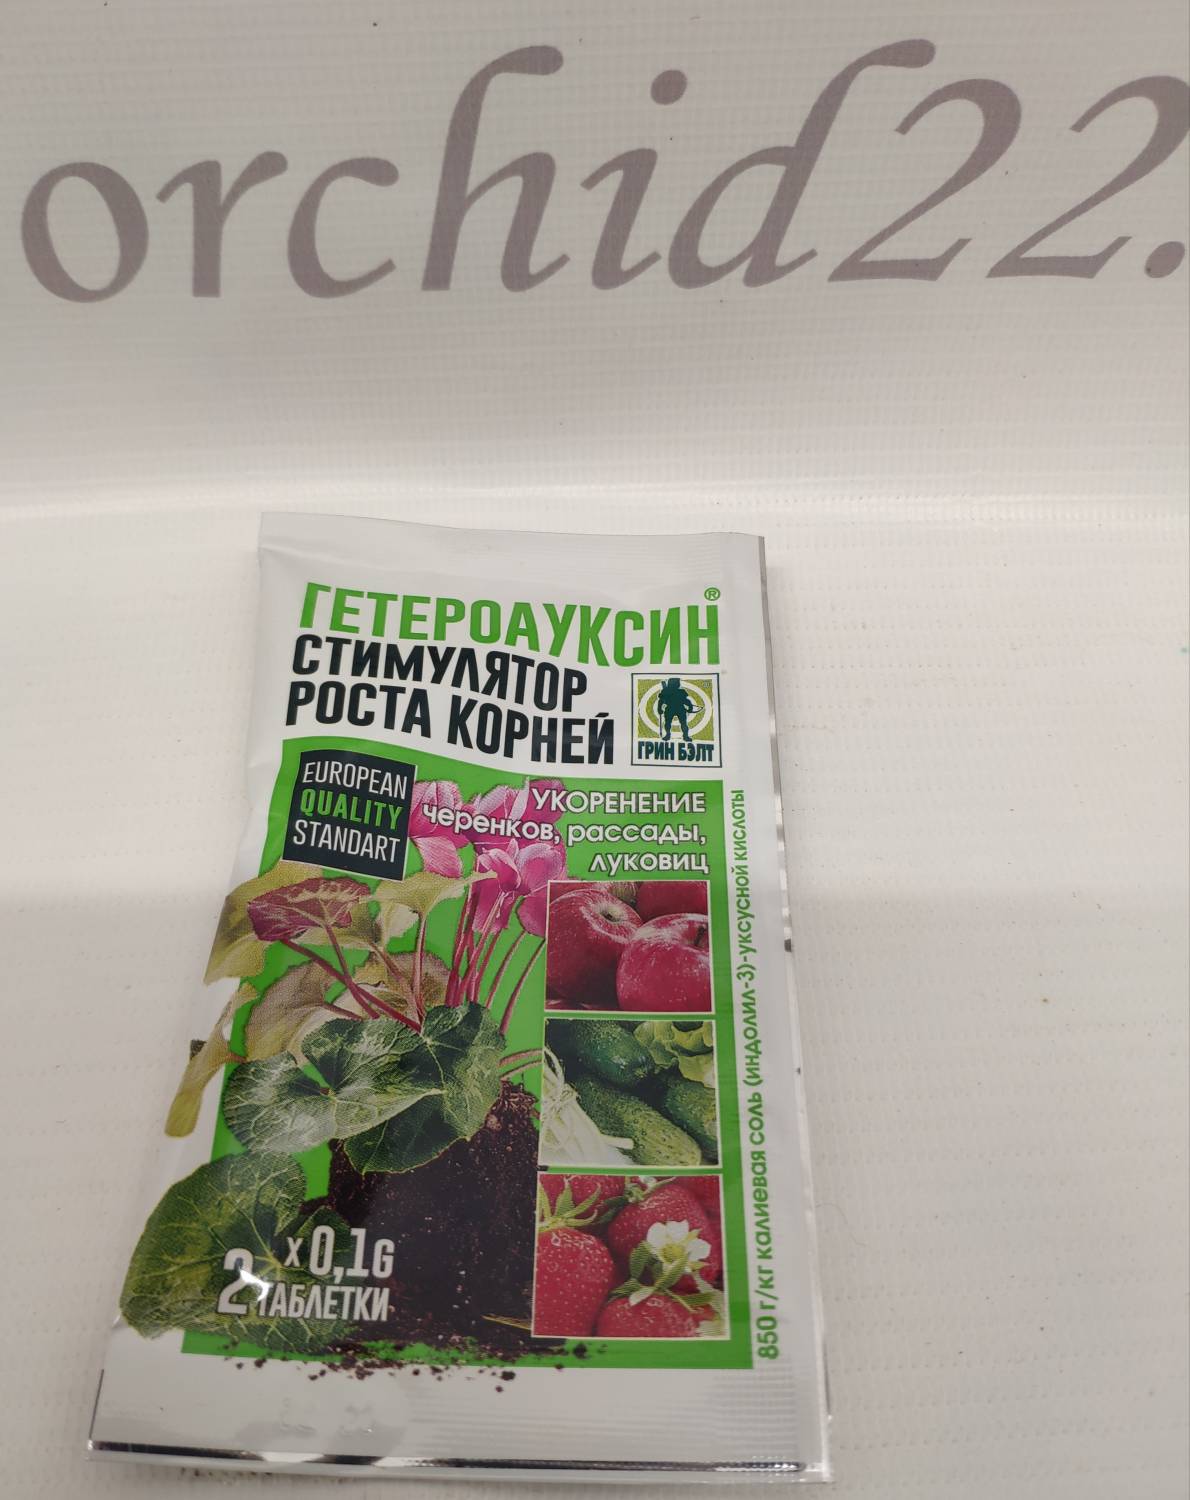 orchid22.
ГЕТЕРОАУКСИН®
СТИМУЛЯТОР
РОСТА КОРНЕЙ
ГРИН БЭЛТ
EUROPEAN
QUALITY
STANDART
УКОРЕНЕНИЕ
черенков, рассады,
луковиц
850 г/кг калиевая соль (индолил-3)-уксусной кислоты
2 х 0,1G
ТАБЛЕТКИ